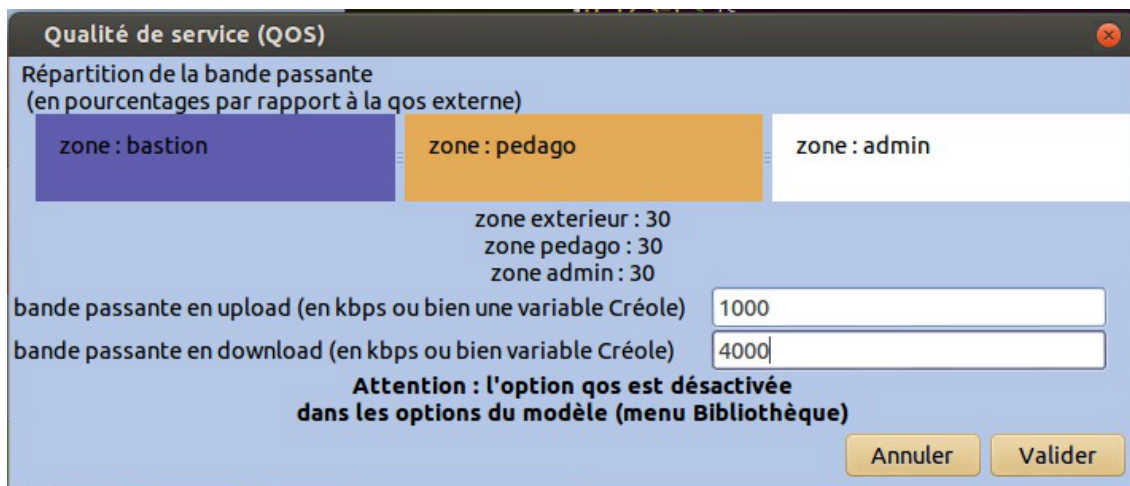 Qualité de service (QOS)
Répartition de la bande passante
(en pourcentages par rapport à la qos externe)
zone : bastion
zone : pedago
zone : admin
zone exterieur : 30
zone pedago : 30
zone admin : 30
bande passante en upload (en kbps ou bien une variable Créole)
1000
bande passante en download (en kbps ou bien variable Créole)
4000
Attention : l'option qos est désactivée
dans les options du modèle (menu Bibliothèque)
Annuler
Valider